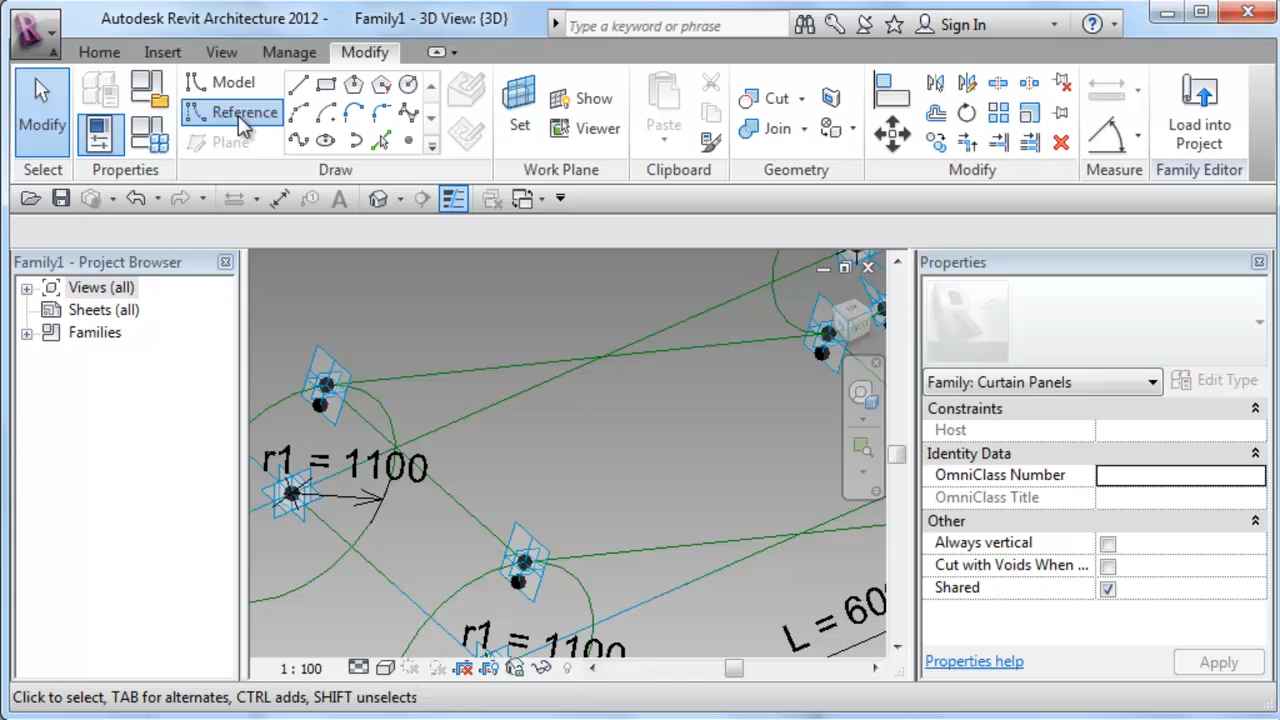 Autodesk Revit Architecture 2012 - Family1 - 3D View: {3D}
Type a keyword or phrase
Sign In
Home Insert View Manage Modify
Modify
Model
Reference
Plane
Set
Show
Viewer
Paste
Cut
Join
Load into
Project
Select Properties Draw Work Plane Clipboard Geometry Modify Measure Family Editor
Family1 - Project Browser
Views (all)
Sheets (all)
Families
r1 = 1100
r1 = 1100
L = 60
Properties
Family: Curtain Panels
Edit Type
Constraints
Host
Identity Data
OmniClass Number
OmniClass Title
Other
Always vertical
Cut with Voids When ...
Shared
Properties help
Apply
1 : 100
Click to select, TAB for alternates, CTRL adds, SHIFT unselects